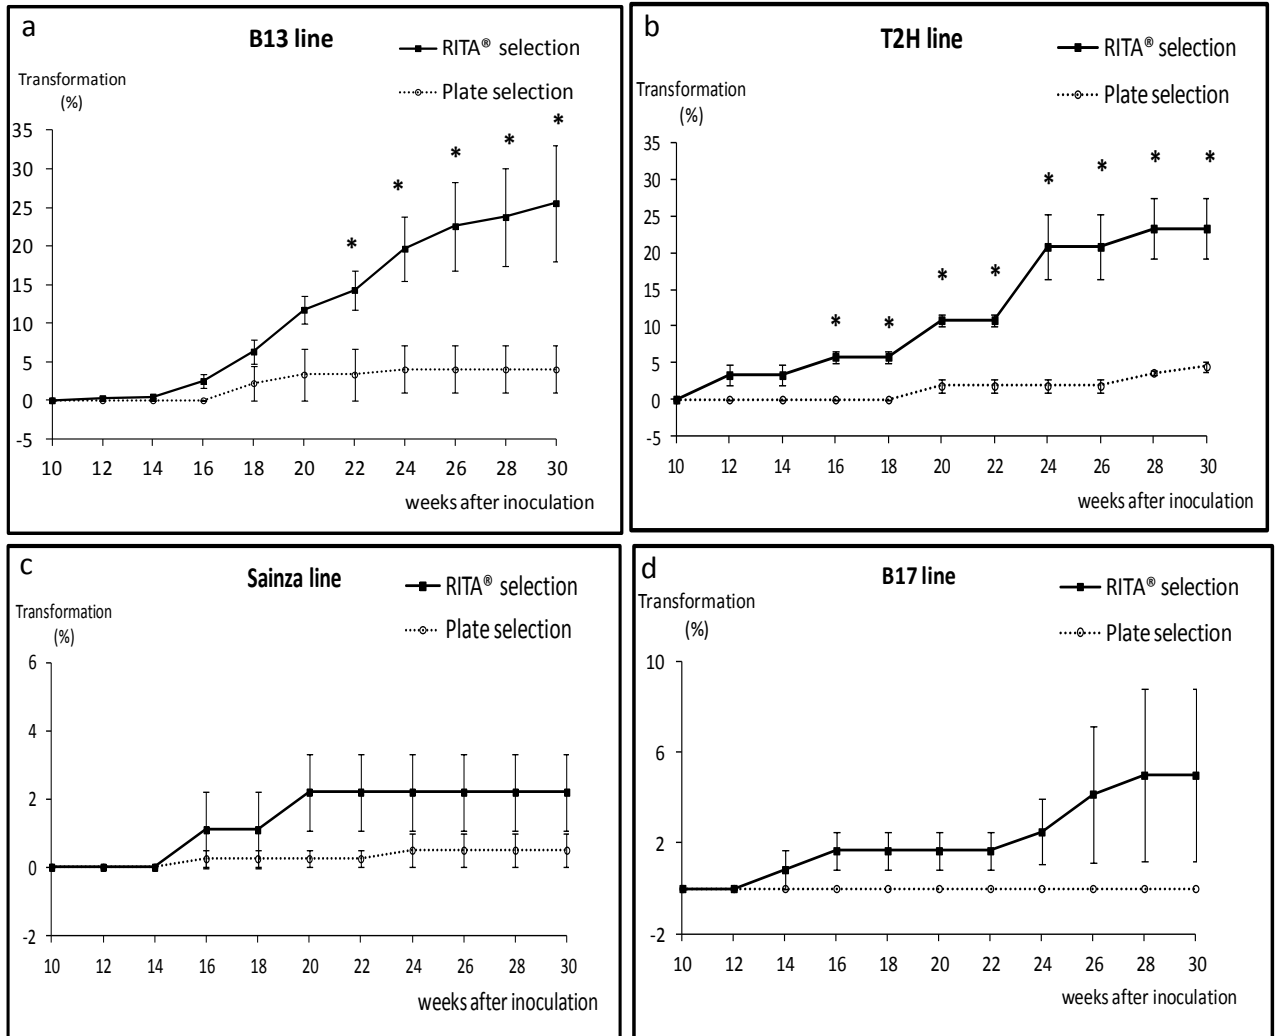 a
B13 line
RITA® selection
Plate selection
Transformation
(%)
35
30
25
20
15
10
5
0
-5
* * * * *
10 12 14 16 18 20 22 24 26 28 30
weeks after inoculation
b
T2H line
RITA® selection
Plate selection
Transformation
(%)
35
30
25
20
15
10
5
0
-5
* * * * * * * *
10 12 14 16 18 20 22 24 26 28 30
weeks after inoculation
c
Sainza line
RITA® selection
Plate selection
Transformation
(%)
6
4
2
0
-2
10 12 14 16 18 20 22 24 26 28 30
weeks after inoculation
d
B17 line
RITA® selection
Plate selection
Transformation
(%)
10
6
2
-2
10 12 14 16 18 20 22 24 26 28 30
weeks after inoculation